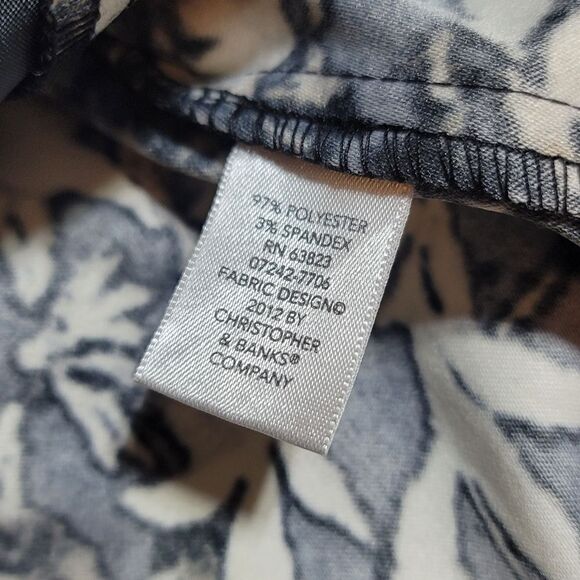 97% POLYESTER
3% SPANDEX
RN 63823
07242-7706
FABRIC DESIGN©
2012 BY
CHRISTOPHER
& BANKS®
COMPANY